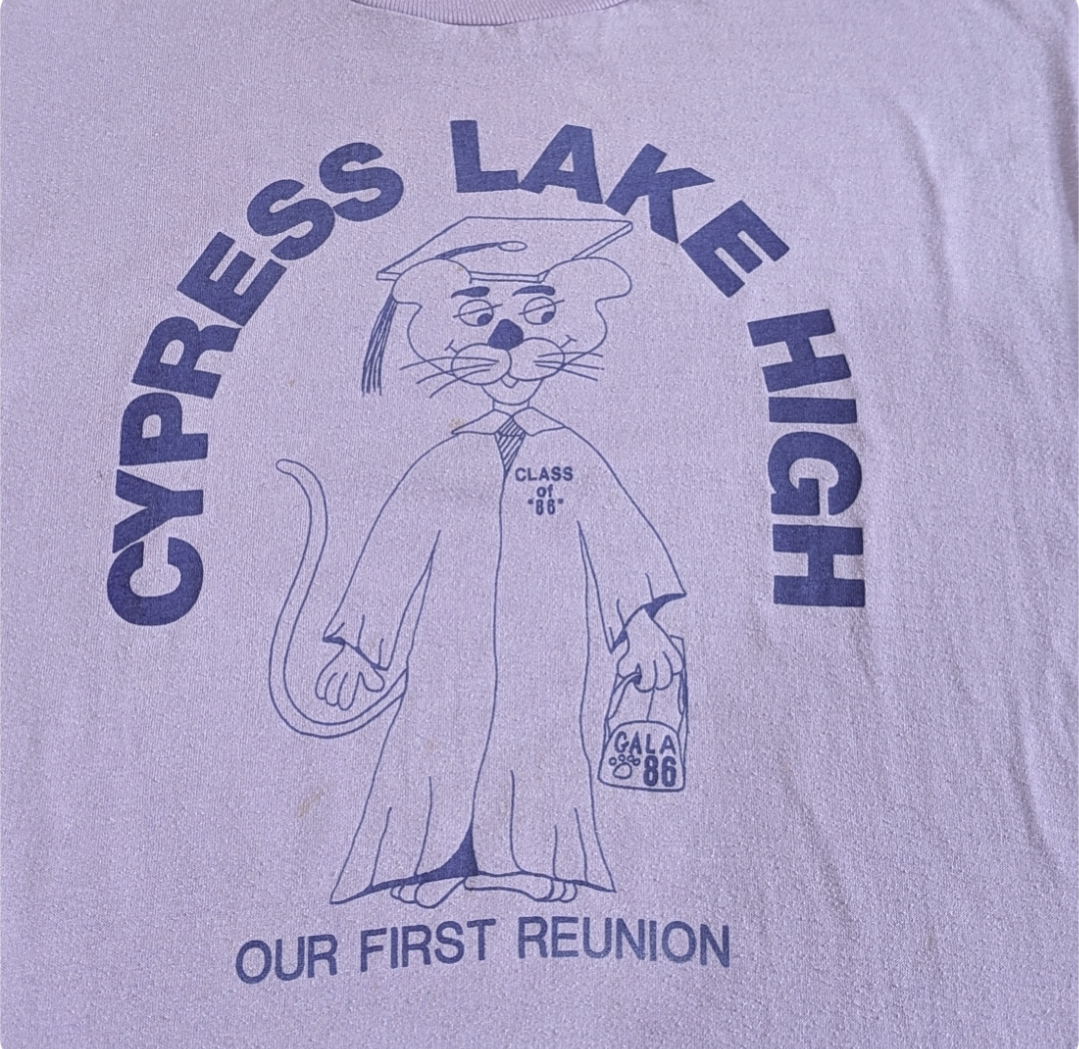 CYPRESS LAKE HIGH
CLASS
of
"86"
GALA
86
OUR FIRST REUNION